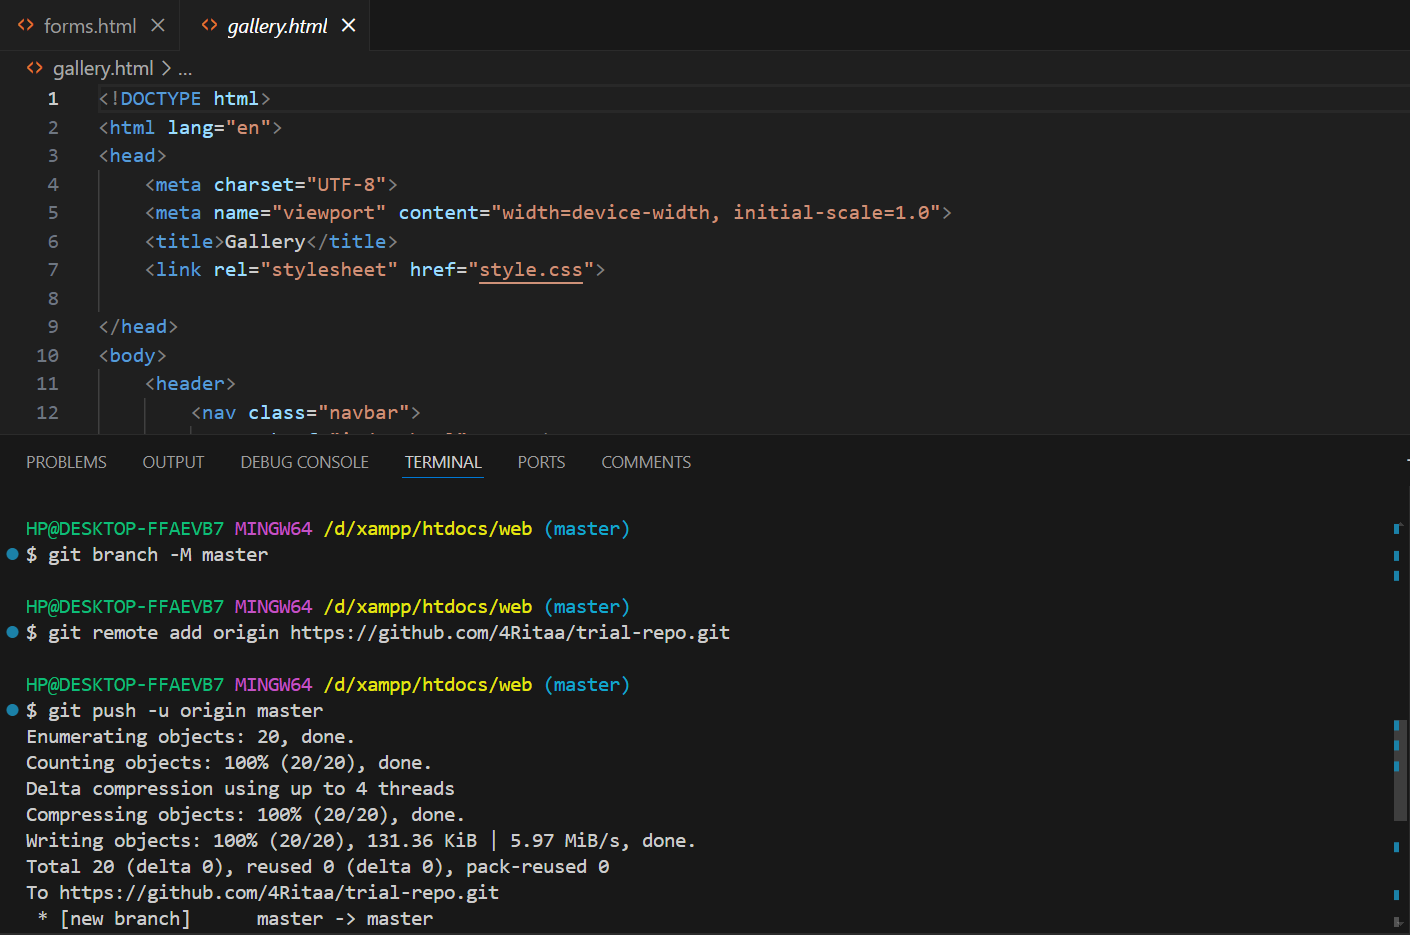 forms.html
gallery.html
gallery.html > ...
1 <!DOCTYPE html>
2 <html lang="en">
3 <head>
4 <meta charset="UTF-8">
5 <meta name="viewport" content="width=device-width, initial-scale=1.0">
6 <title>Gallery</title>
7 <link rel="stylesheet" href="style.css">
8
9 </head>
10 <body>
11 <header>
12 <nav class="navbar">
PROBLEMS OUTPUT DEBUG CONSOLE TERMINAL PORTS COMMENTS
HP@DESKTOP-FFAEVB7 MINGW64 /d/xampp/htdocs/web (master)
$ git branch -M master
HP@DESKTOP-FFAEVB7 MINGW64 /d/xampp/htdocs/web (master)
$ git remote add origin https://github.com/4Ritaa/trial-repo.git
HP@DESKTOP-FFAEVB7 MINGW64 /d/xampp/htdocs/web (master)
$ git push -u origin master
Enumerating objects: 20, done.
Counting objects: 100% (20/20), done.
Delta compression using up to 4 threads
Compressing objects: 100% (20/20), done.
Writing objects: 100% (20/20), 131.36 KiB | 5.97 MiB/s, done.
Total 20 (delta 0), reused 0 (delta 0), pack-reused 0
To https://github.com/4Ritaa/trial-repo.git
* [new branch] master -> master